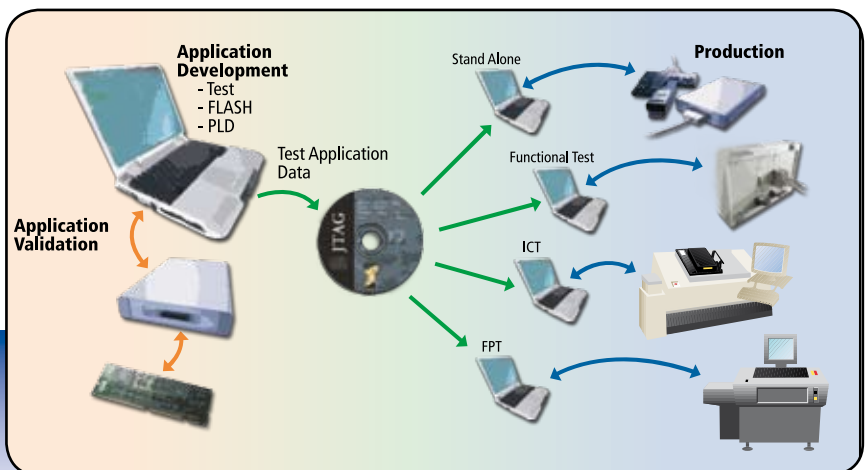 Application
Development
- Test
- FLASH
- PLD
Test Application
Data
Application
Validation
JTAG
Stand Alone
Functional Test
ICT
FPT
Production